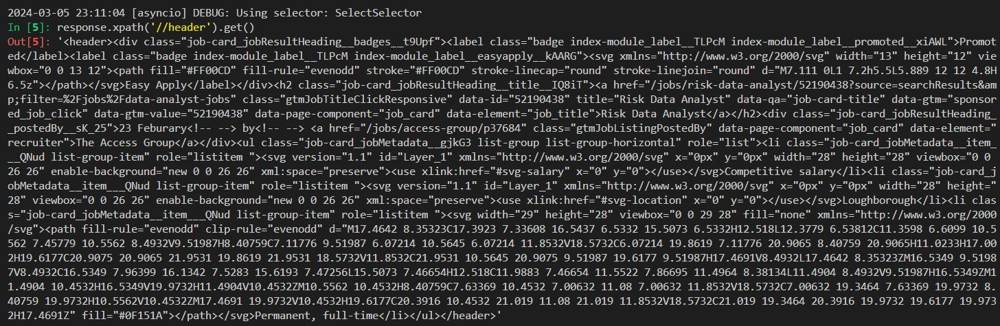 2024-03-05 23:11:04 [asyncio] DEBUG: Using selector: SelectSelector
In [5]: response.xpath('//header').get()
Out[5]: '<header><div class="job-card_jobResultHeading__badges__t9Upf"><label class="badge index-module_label__TLPcM index-module_label__promoted__xiAWL">Promot
ed</label><label class="badge index-module_label__TLPcM index-module_label__easyapply__kAARG"><svg xmlns="http://www.w3.org/2000/svg" width="13" height="12" vie
wbox="0 0 13 12"><path fill="#FF00CD" fill-rule="evenodd" stroke="#FF00CD" stroke-linecap="round" stroke-linejoin="round" d="M7.111 0L1 7.2h5.5L5.889 12 12 4.8H
6.5z"></path></svg>Easy Apply</label></div><h2 class="job-card_jobResultHeading__title__IQ8iT"><a href="/jobs/risk-data-analyst/52190438?source=searchResults&am
p;filter=%2Fjobs%2Fdata-analyst-jobs" class="gtmJobTitleClickResponsive" data-id="52190438" title="Risk Data Analyst" data-qa="job-card-title" data-gtm="sponsor
ed_job_click" data-gtm-value="52190438" data-page-component="job_card" data-element="job_title">Risk Data Analyst</a></h2><div class="job-card_jobResultHeading_
_postedBy__sK_25">23 Feburary<!-- --> by<!-- --> <a href="/jobs/access-group/p37684" class="gtmJobListingPostedBy" data-page-component="job_card" data-element="
recruiter">The Access Group</a></div><ul class="job-card_jobMetadata__gjkG3 list-group list-group-horizontal" role="list"><li class="job-card_jobMetadata__item_
__QNud list-group-item" role="listitem "><svg version="1.1" id="Layer_1" xmlns="http://www.w3.org/2000/svg" x="0px" y="0px" width="28" height="28" viewbox="0 0
26 26" enable-background="new 0 0 26 26" xml:space="preserve"><use xlink:href="#svg-salary" x="0" y="0"></use></svg>Competitive salary</li><li class="job-card_j
obMetadata__item___QNud list-group-item" role="listitem "><svg version="1.1" id="Layer_1" xmlns="http://www.w3.org/2000/svg" x="0px" y="0px" width="28" height="
28" viewbox="0 0 26 26" enable-background="new 0 0 26 26" xml:space="preserve"><use xlink:href="#svg-location" x="0" y="0"></use></svg>Loughborough</li><li clas
s="job-card_jobMetadata__item___QNud list-group-item" role="listitem "><svg width="29" height="28" viewbox="0 0 29 28" fill="none" xmlns="http://www.w3.org/2000
/svg"><path fill-rule="evenodd" clip-rule="evenodd" d="M17.4642 8.35323C17.3923 7.33608 16.5437 6.5332 15.5073 6.5332H12.518L12.3779 6.53812C11.3598 6.6099 10.5
562 7.45779 10.5562 8.4932V9.51987H8.40759C7.11776 9.51987 6.07214 10.5645 6.07214 11.8532V18.5732C6.07214 19.8619 7.11776 20.9065 8.40759 20.9065H11.0233H17.00
2H19.6177C20.9075 20.9065 21.9531 19.8619 21.9531 18.5732V11.8532C21.9531 10.5645 20.9075 9.51987 19.6177 9.51987H17.4691V8.4932L17.4642 8.35323ZM16.5349 9.5198
7V8.4932C16.5349 7.96399 16.1342 7.5283 15.6193 7.47256L15.5073 7.46654H12.518C11.9883 7.46654 11.5522 7.86695 11.4964 8.38134L11.4904 8.4932V9.51987H16.5349ZM1
1.4904 10.4532H16.5349V19.9732H11.4904V10.4532ZM10.5562 10.4532H8.40759C7.63369 10.4532 7.00632 11.08 7.00632 11.8532V18.5732C7.00632 19.3464 7.63369 19.9732 8.
40759 19.9732H10.5562V10.4532ZM17.4691 19.9732V10.4532H19.6177C20.3916 10.4532 21.019 11.08 21.019 11.8532V18.5732C21.019 19.3464 20.3916 19.9732 19.6177 19.973
2H17.4691Z" fill="#0F151A"></path></svg>Permanent, full-time</li></ul></header>'